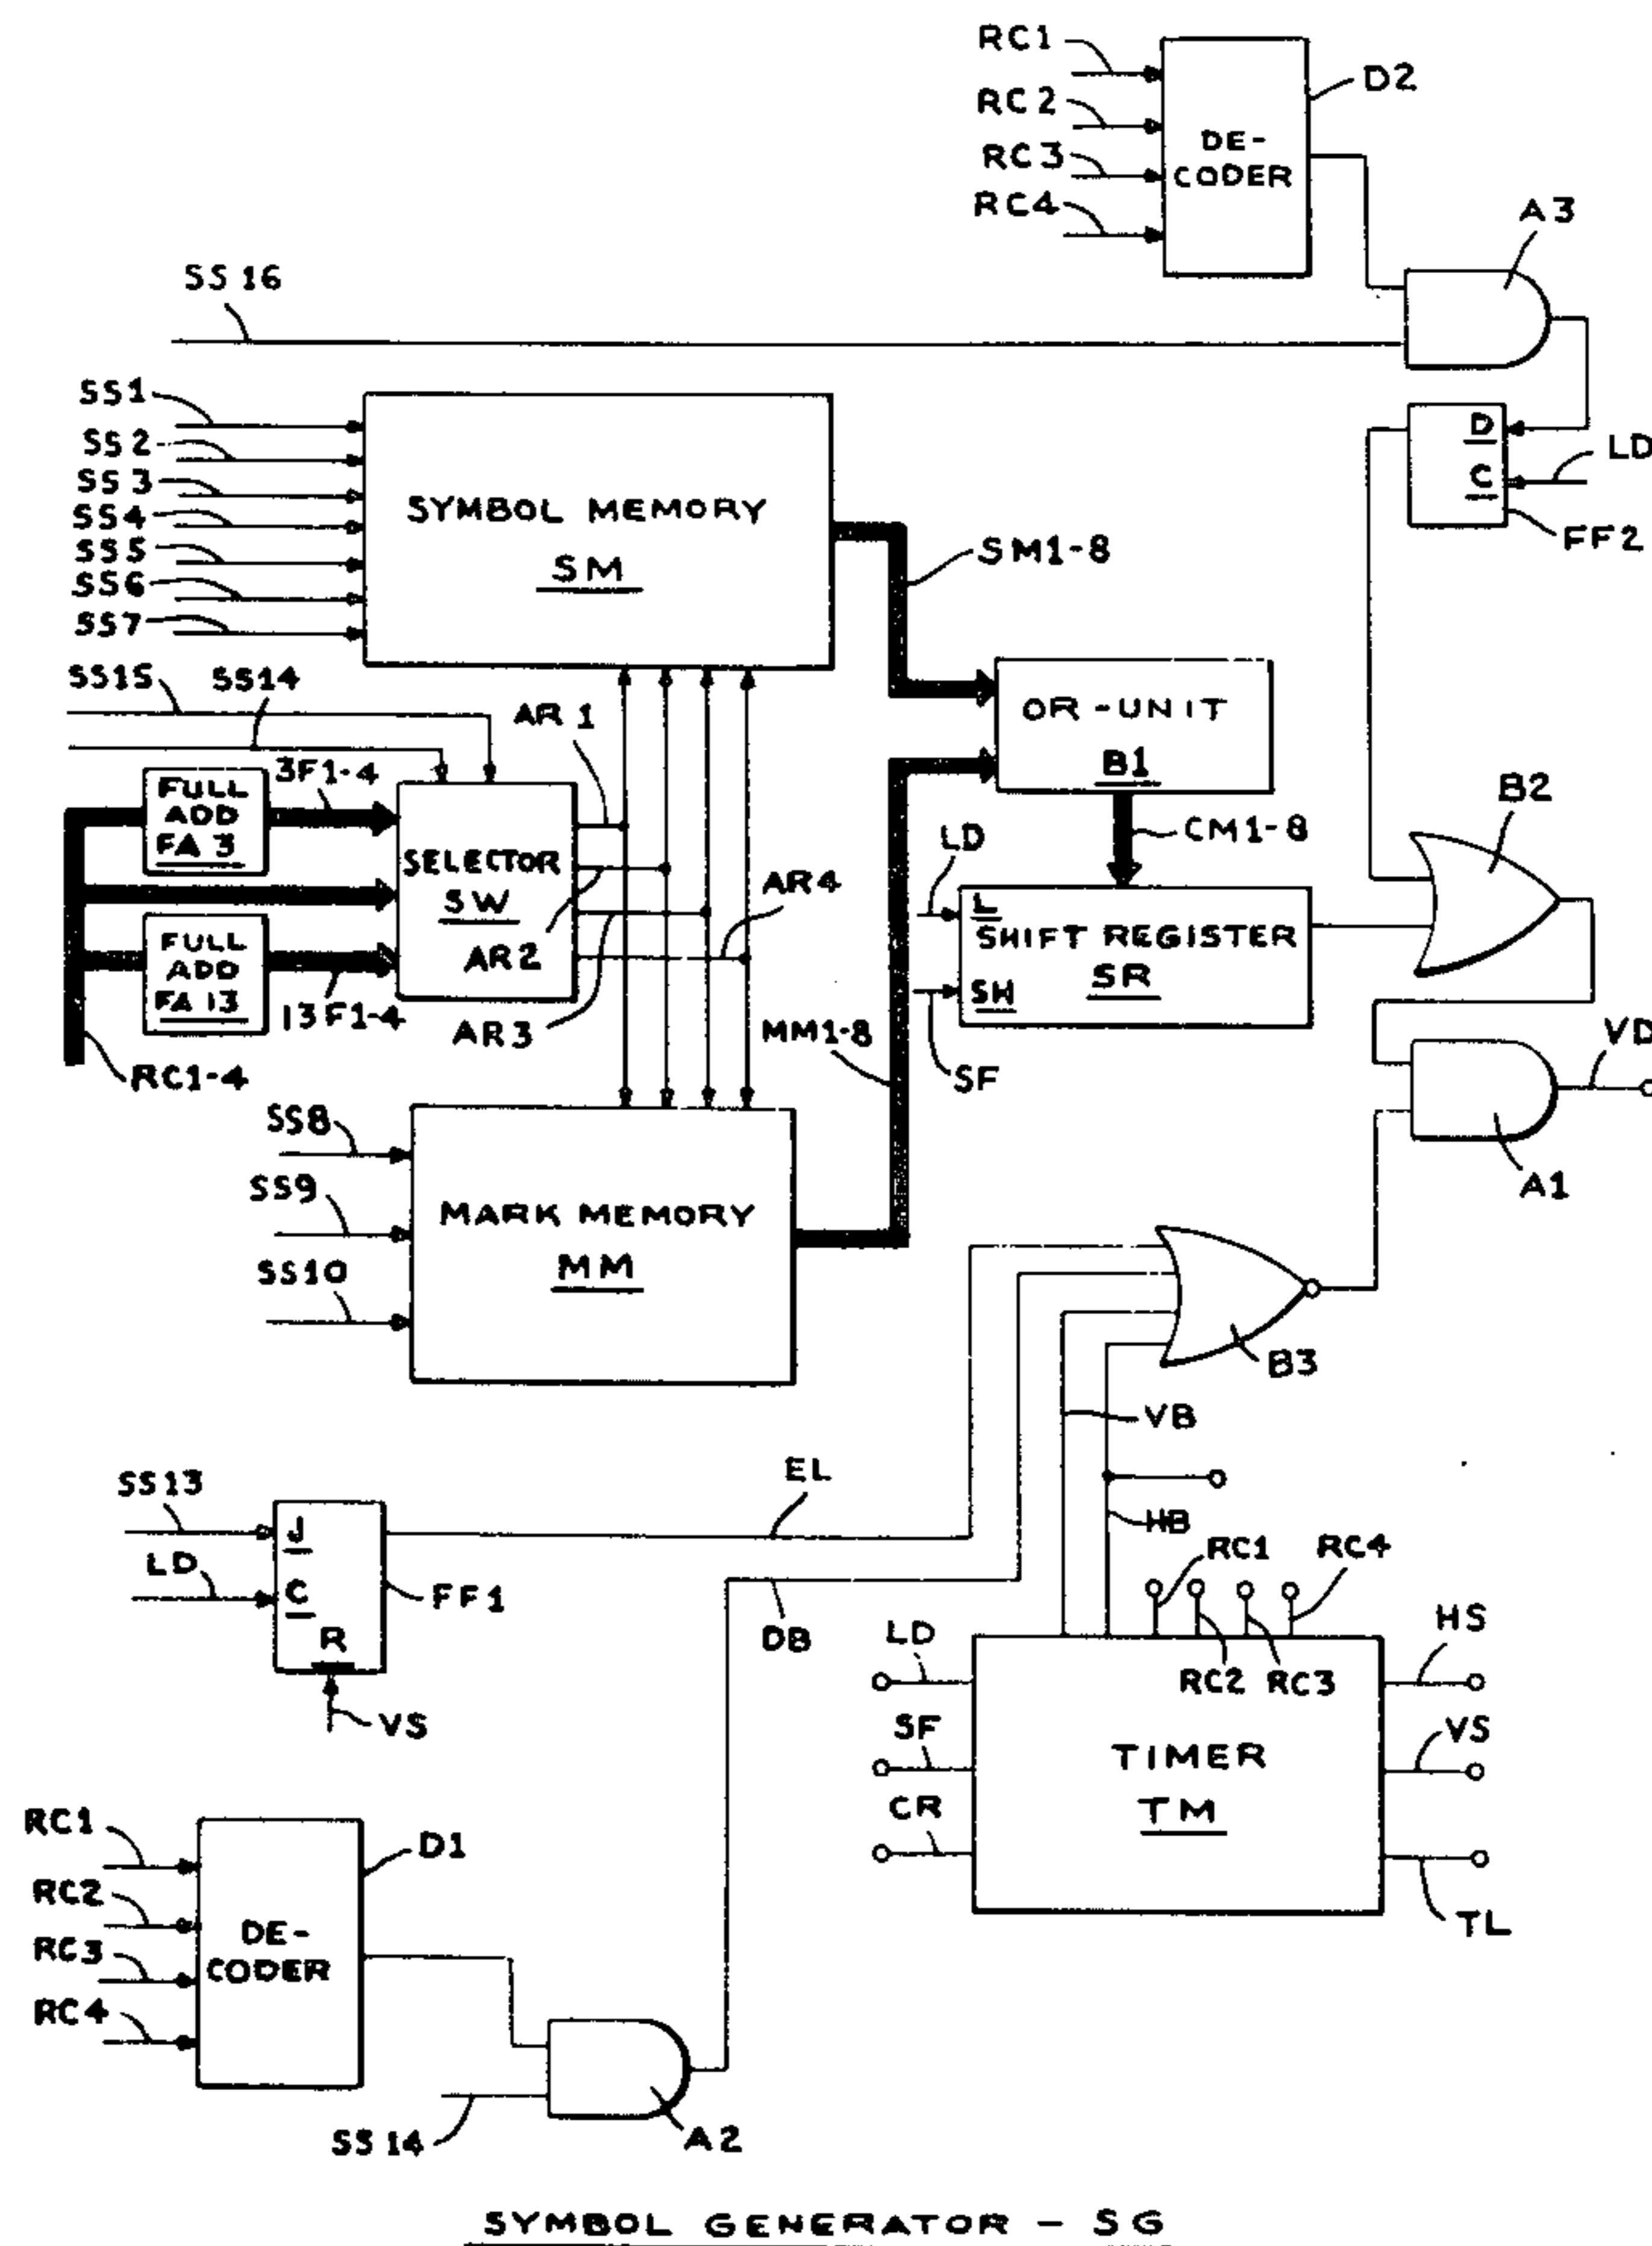 RC1
RC2
RC3
RC4
DE-
CODER
D2
A3
SS16
SS1
SS2
SS3
SS4
SS5
SS6
SS7
SYMBOL MEMORY
SM
D
C
LD
FF2
SM1-8
SS15
SS14
AR1
OR-UNIT
B1
FULL
ADD
FA 3
3F1-4
SELECTOR
SW
AR2
FULL
ADD
FA 13
13F1-4
AR2
AR3
AR4
RC1-4
CM1-8
LD
L
SHIFT REGISTER
SR
SH
SF
B2
MM1-8
VD
A1
SS8
SS9
SS10
MARK MEMORY
MM
B3
VB
HB
SS13
LD
J
C
R
FF1
VS
EL
DB
RC1
RC4
RC2
RC3
LD
SF
CR
TIMER
TM
HS
VS
TL
RC1
RC2
RC3
RC4
D1
DE-
CODER
SS14
A2
SYMBOL GENERATOR - SG